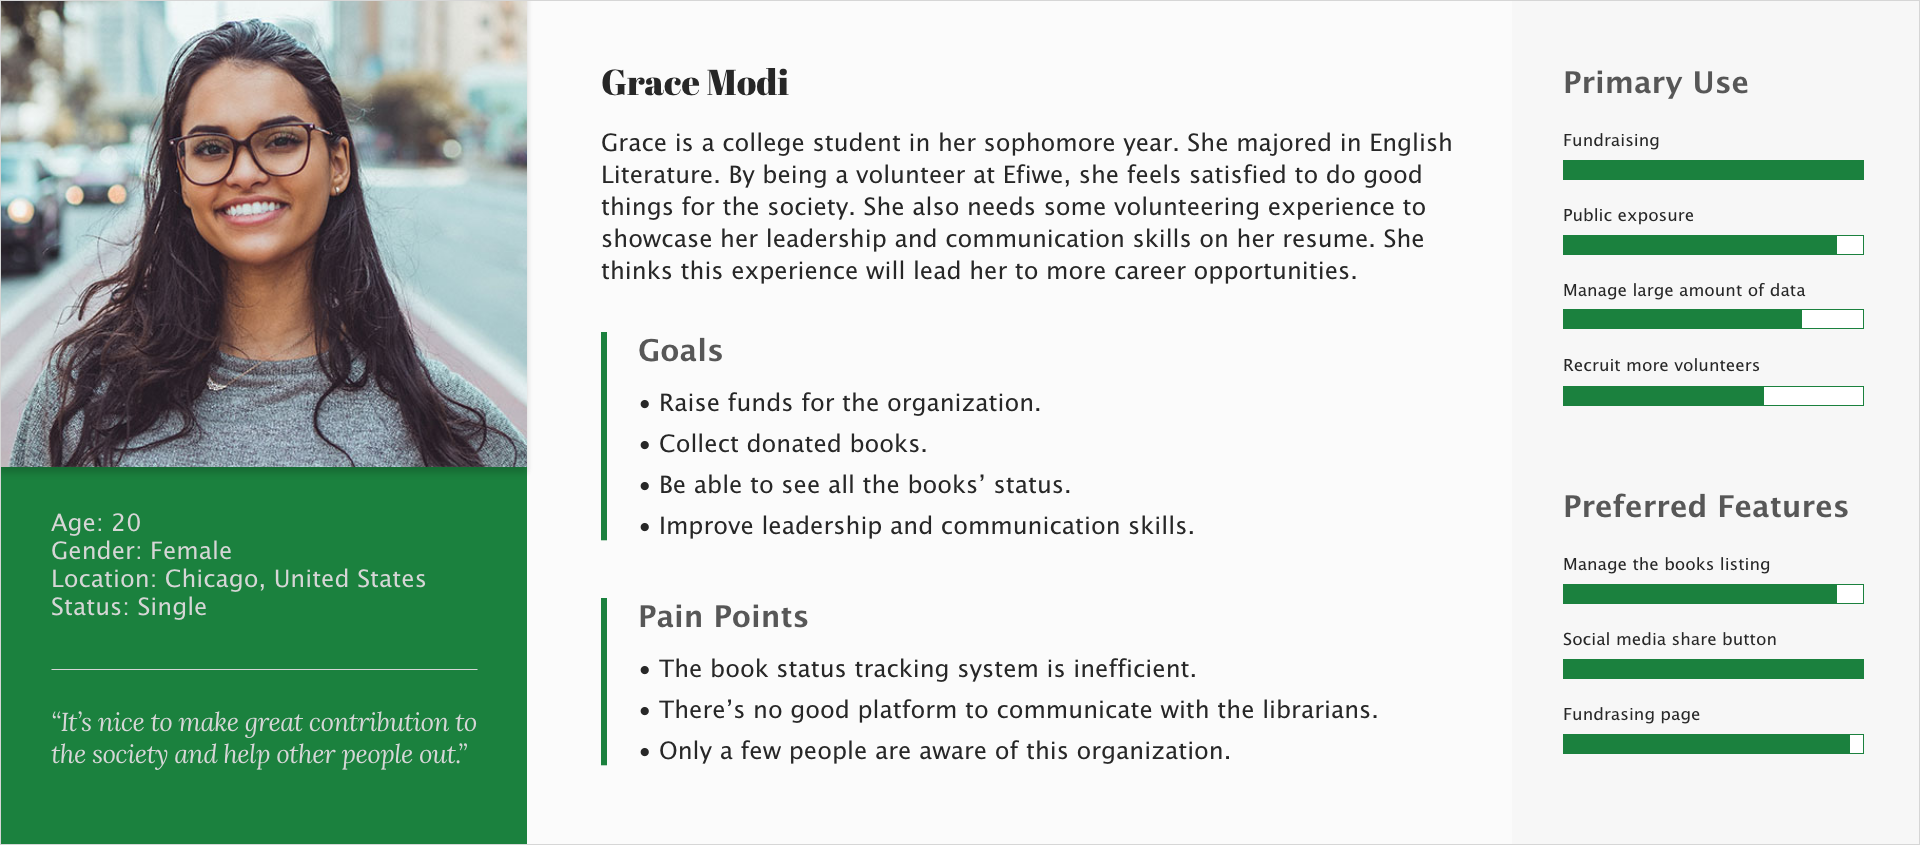 Age: 20
Gender: Female
Location: Chicago, United States
Status: Single
“It’s nice to make great contribution to
the society and help other people out.”
Grace Modi
Grace is a college student in her sophomore year. She majored in English
Literature. By being a volunteer at Efiwe, she feels satisfied to do good
things for the society. She also needs some volunteering experience to
showcase her leadership and communication skills on her resume. She
thinks this experience will lead her to more career opportunities.
Goals
• Raise funds for the organization.
• Collect donated books.
• Be able to see all the books’ status.
• Improve leadership and communication skills.
Pain Points
• The book status tracking system is inefficient.
• There’s no good platform to communicate with the librarians.
• Only a few people are aware of this organization.
Primary Use
Fundraising
Public exposure
Manage large amount of data
Recruit more volunteers
Preferred Features
Manage the books listing
Social media share button
Fundrasing page